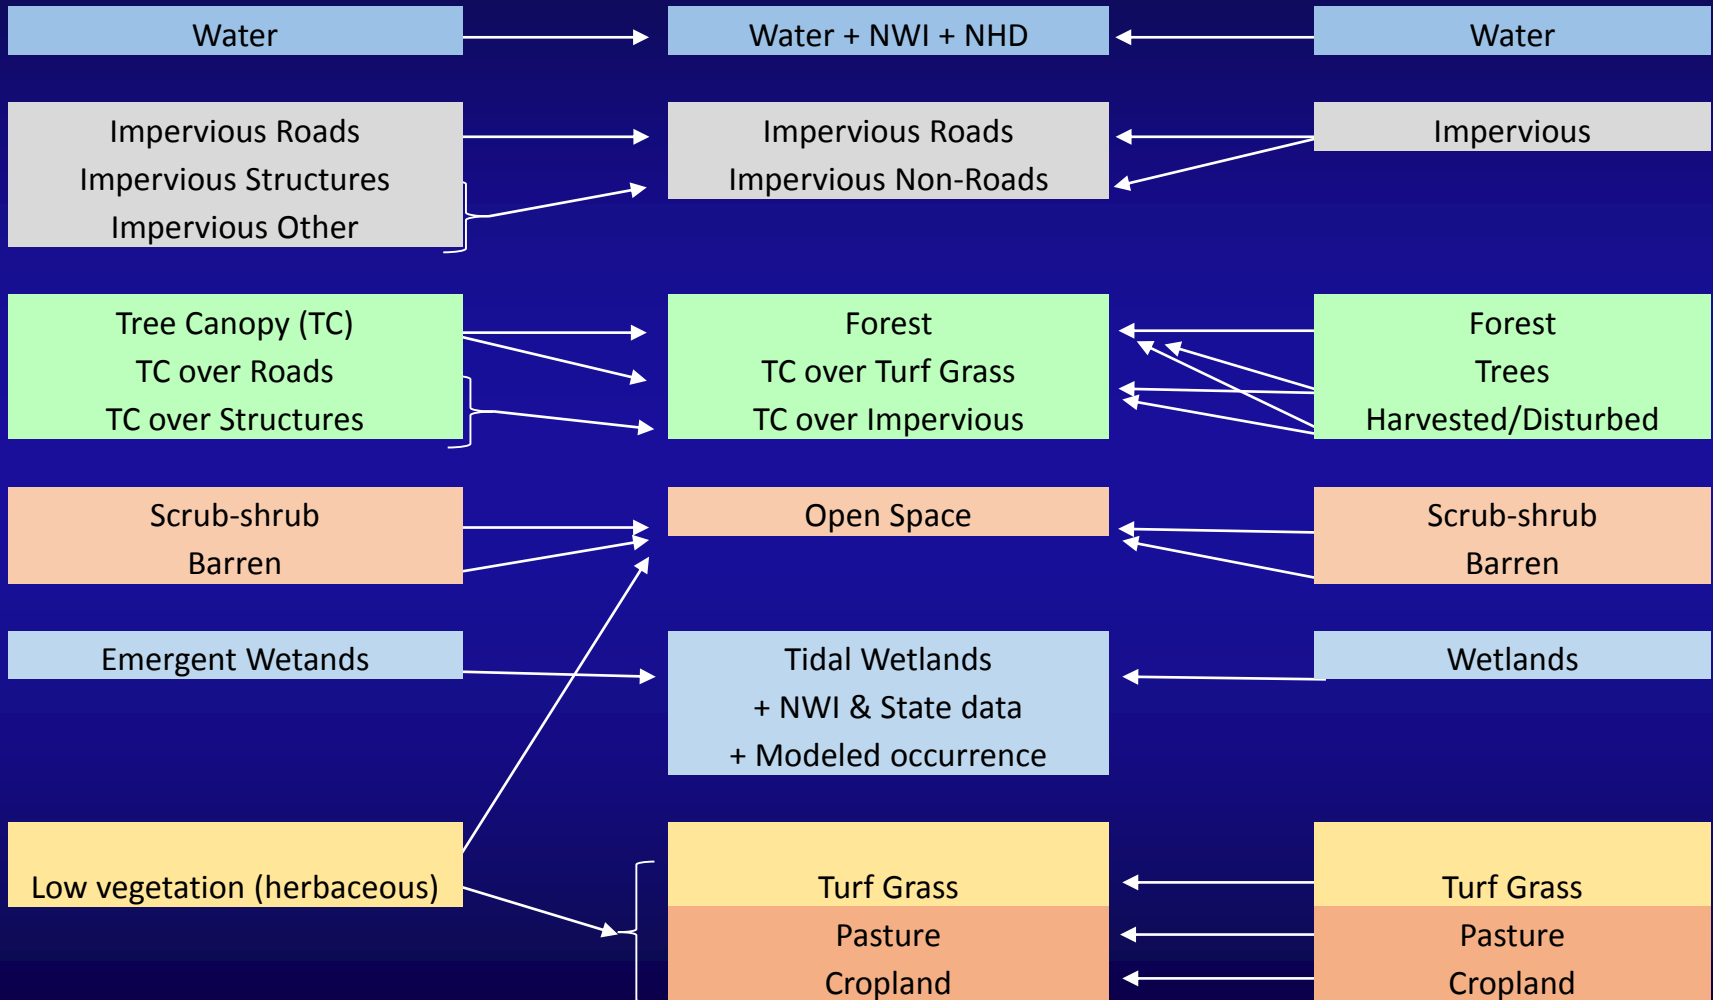 Water
Impervious Roads
Impervious Structures
Impervious Other
Tree Canopy (TC)
TC over Roads
TC over Structures
Scrub-shrub
Barren
Emergent Wetands
Low vegetation (herbaceous)
Water + NWI + NHD
Impervious Roads
Impervious Non-Roads
Forest
TC over Turf Grass
TC over Impervious
Open Space
Tidal Wetlands
+ NWI & State data
+ Modeled occurrence
Turf Grass
Pasture
Cropland
Water
Impervious
Forest
Trees
Harvested/Disturbed
Scrub-shrub
Barren
Wetlands
Turf Grass
Pasture
Cropland